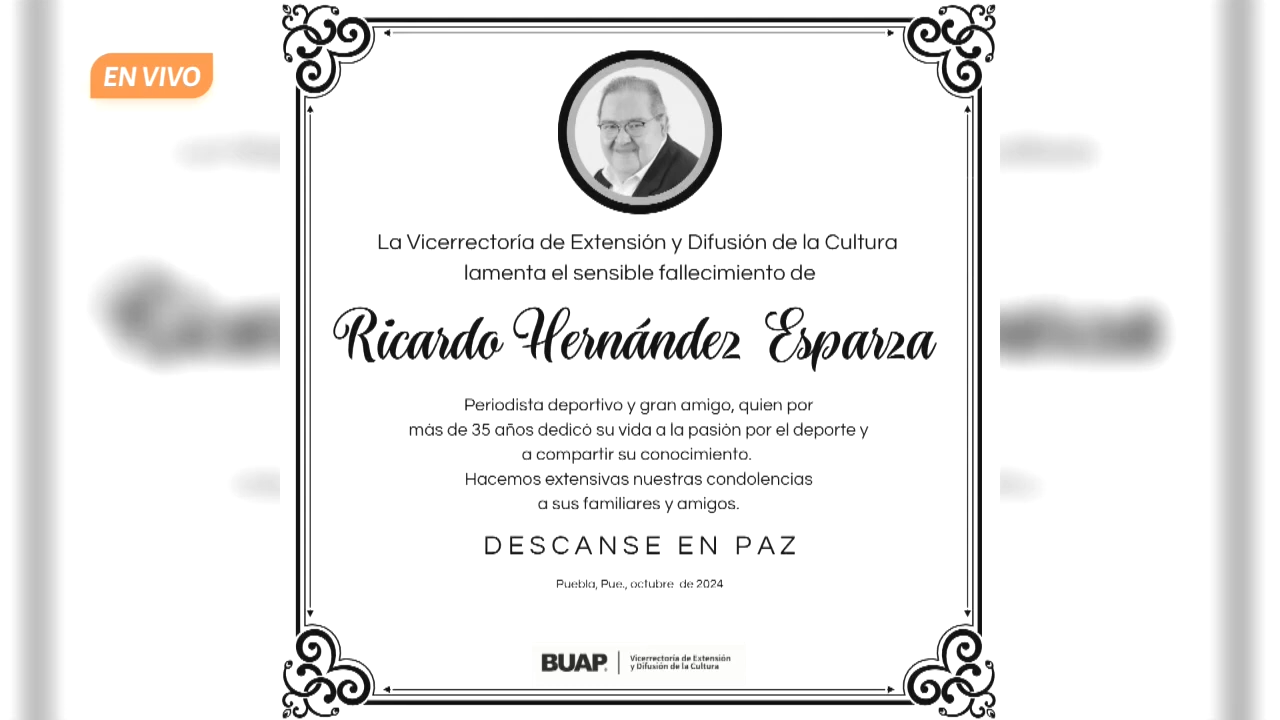 EN VIVO
La Vicerrectoría de Extensión y Difusión de la Cultura
lamenta el sensible fallecimiento de
Ricardo Hernández Esparza
Periodista deportivo y gran amigo, quien por
más de 35 años dedicó su vida a la pasión por el deporte y
a compartir su conocimiento.
Hacemos extensivas nuestras condolencias
a sus familiares y amigos.
DESCANSE EN PAZ
Puebla, Pue., octubre de 2024
BUAP
Vicerrectoría de Extensión
y Difusión de la Cultura